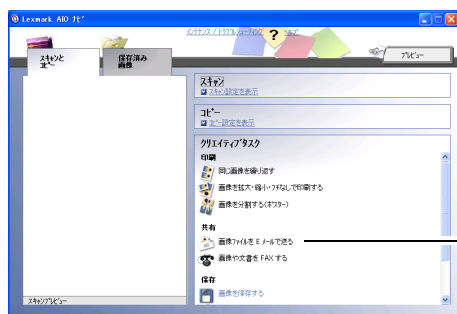 Lexmark AIO ナビ
メンテナンス / トラブルシューティング ? ヘルプ
スキャンと
コピー
保存済み
画像
プレビュー
スキャン
スキャン設定を表示
コピー
コピー設定を表示
クリエイティブタスク
印刷
同じ画像を繰り返す
画像を拡大・縮小・フチなしで印刷する
画像を分割する(ポスター)
共有
画像ファイルを E メールで送る
画像や文書を FAX する
保存
画像を保存する
スキャンプレビュー